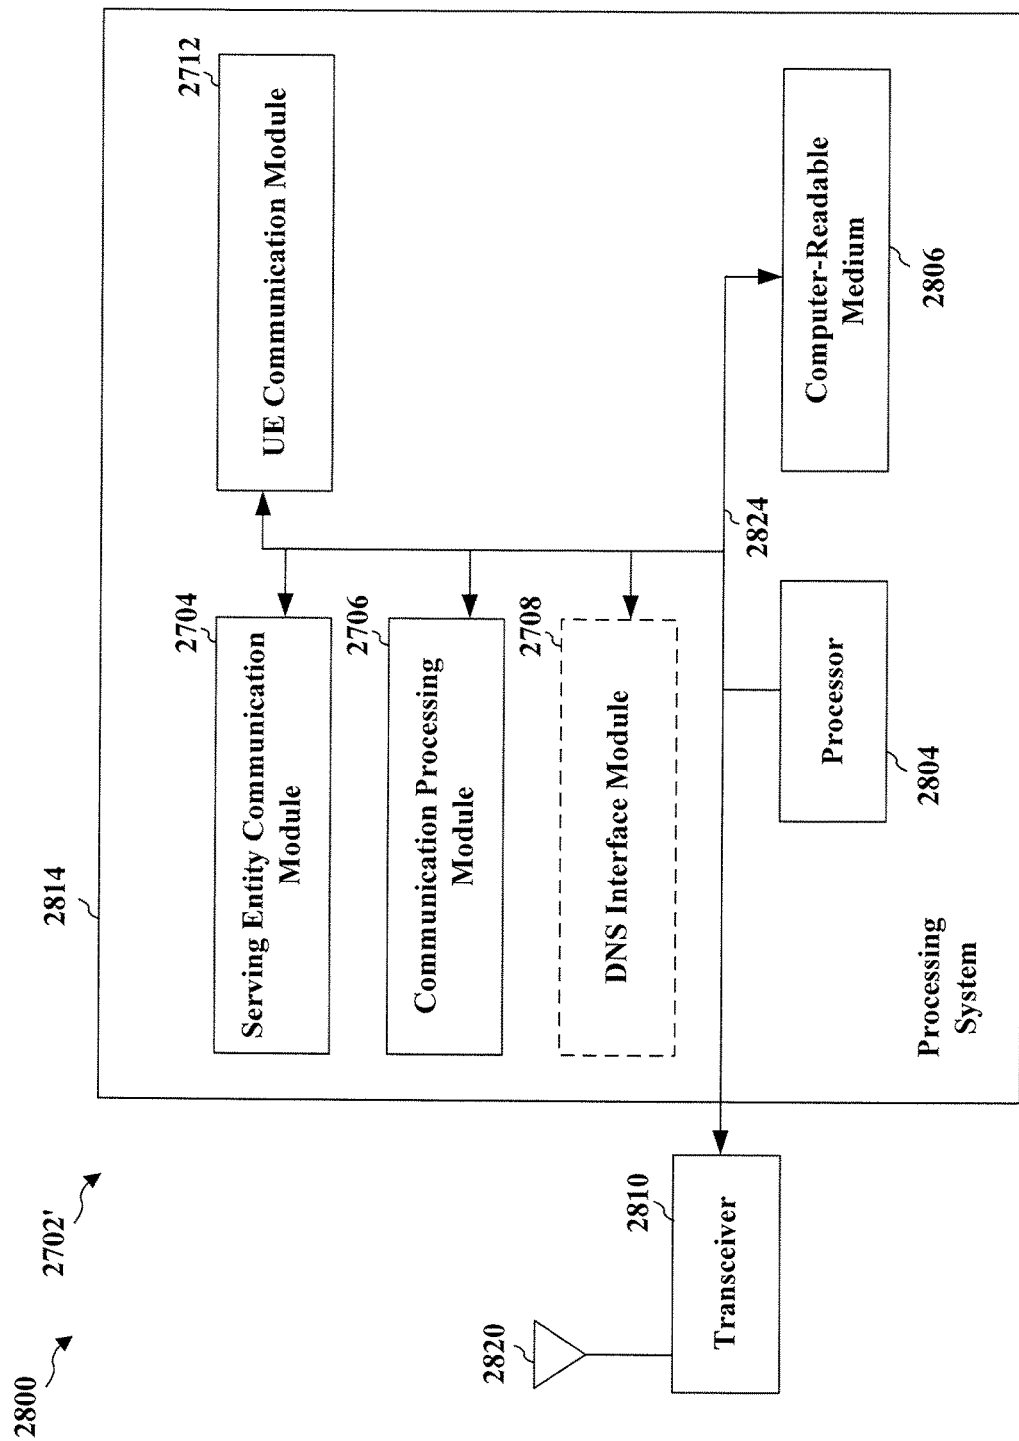 2800
2702'
2814
2704
Serving Entity Communication
Module
2712
UE Communication Module
2706
Communication Processing
Module
2708
DNS Interface Module
2820
2810
Transceiver
2824
Processor
2804
Computer-Readable
Medium
2806
Processing
System